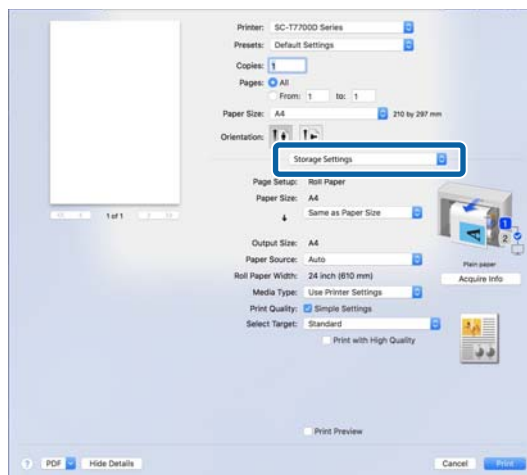 Printer: SC-T7700D Series
Presets: Default Settings
Copies: 1
Pages: All
From: 1 to: 1
Paper Size: A4 210 by 297 mm
Orientation:
Storage Settings
Page Setup: Roll Paper
Paper Size: A4
Same as Paper Size
1 of 1
Output Size: A4
Paper Source: Auto
Roll Paper Width: 24 inch (610 mm)
Media Type: Use Printer Settings
Print Quality: Simple Settings
Select Target: Standard
Print with High Quality
A
1
2
Plain paper
Acquire Info
Print Preview
? PDF Hide Details Cancel Print